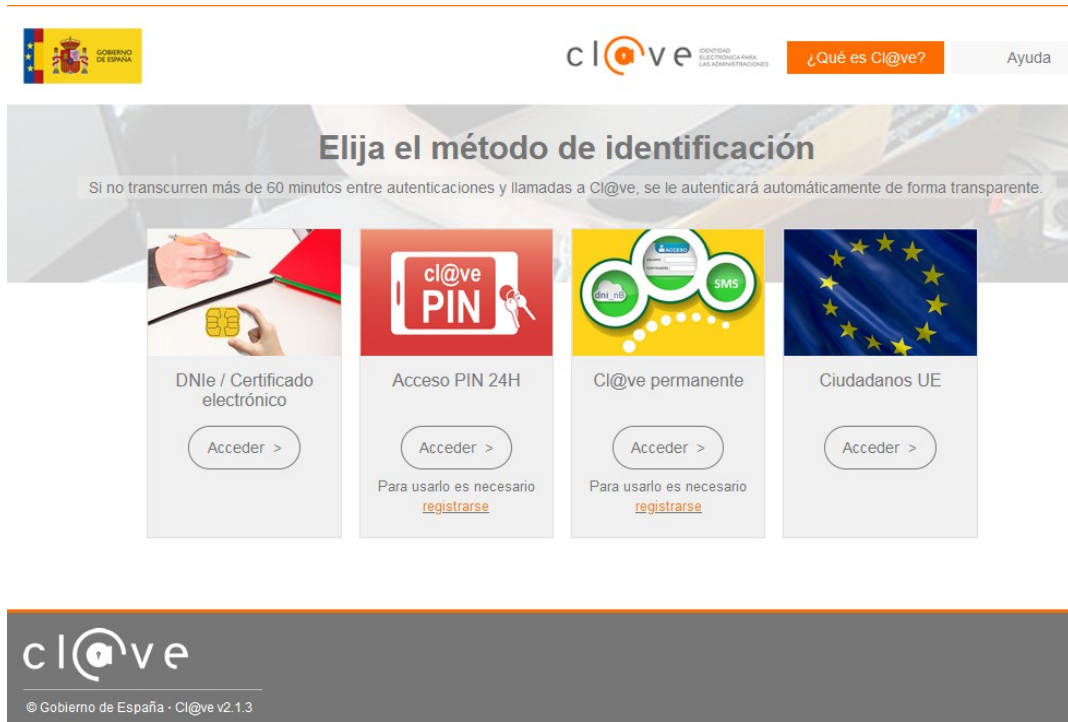 GOBIERNO
DE ESPAÑA
cl@ve
IDENTIDAD
ELECTRÓNICA PARA
LAS ADMINISTRACIONES
¿Qué es Cl@ve?
Ayuda
Elija el método de identificación
Si no transcurren más de 60 minutos entre autenticaciones y llamadas a Cl@ve, se le autenticará automáticamente de forma transparente.
cl@ve
PIN
ACCESO
dni_nB
SMS
DNIe / Certificado
electrónico
Acceder >
Acceso PIN 24H
Acceder >
Para usarlo es necesario
registrarse
Cl@ve permanente
Acceder >
Para usarlo es necesario
registrarse
Ciudadanos UE
Acceder >
cl@ve
© Gobierno de España · Cl@ve v2.1.3